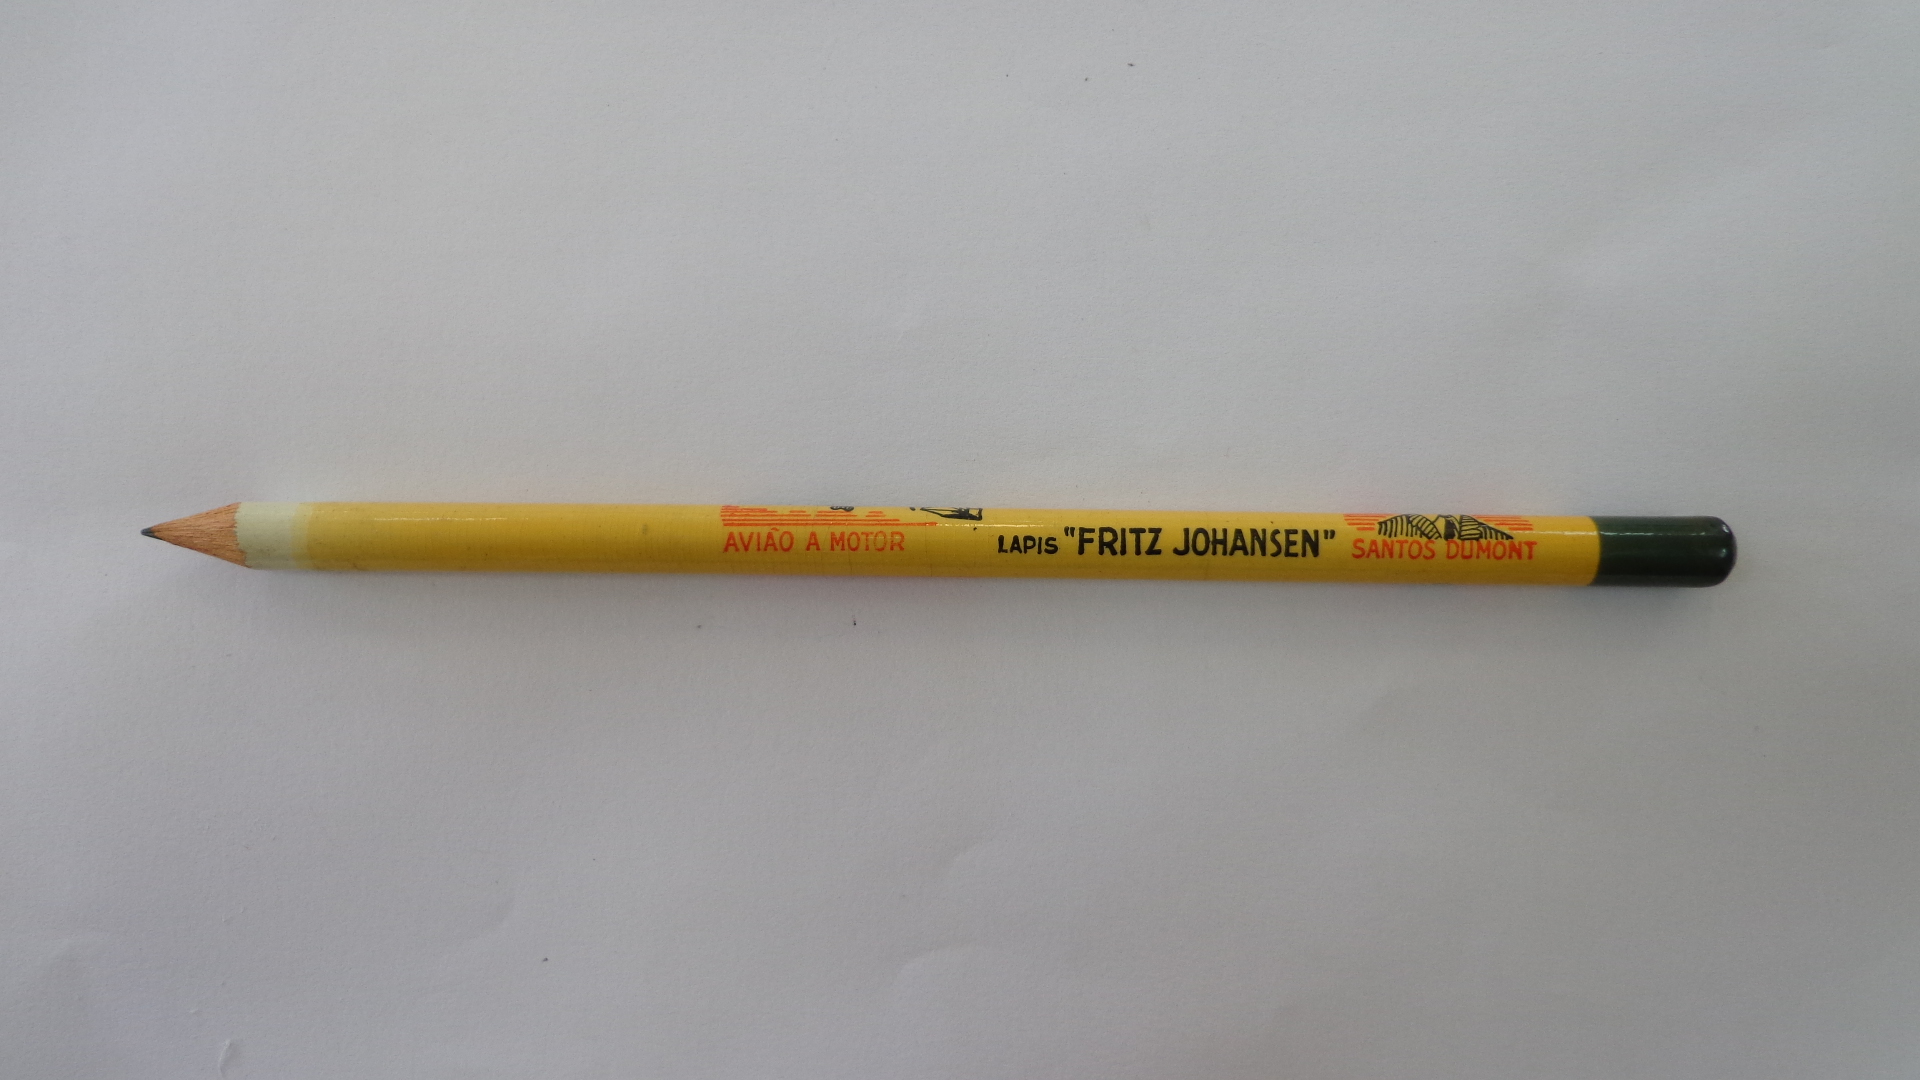 AVIÃO A MOTOR
LAPIS "FRITZ JOHANSEN"
SANTOS DUMONT